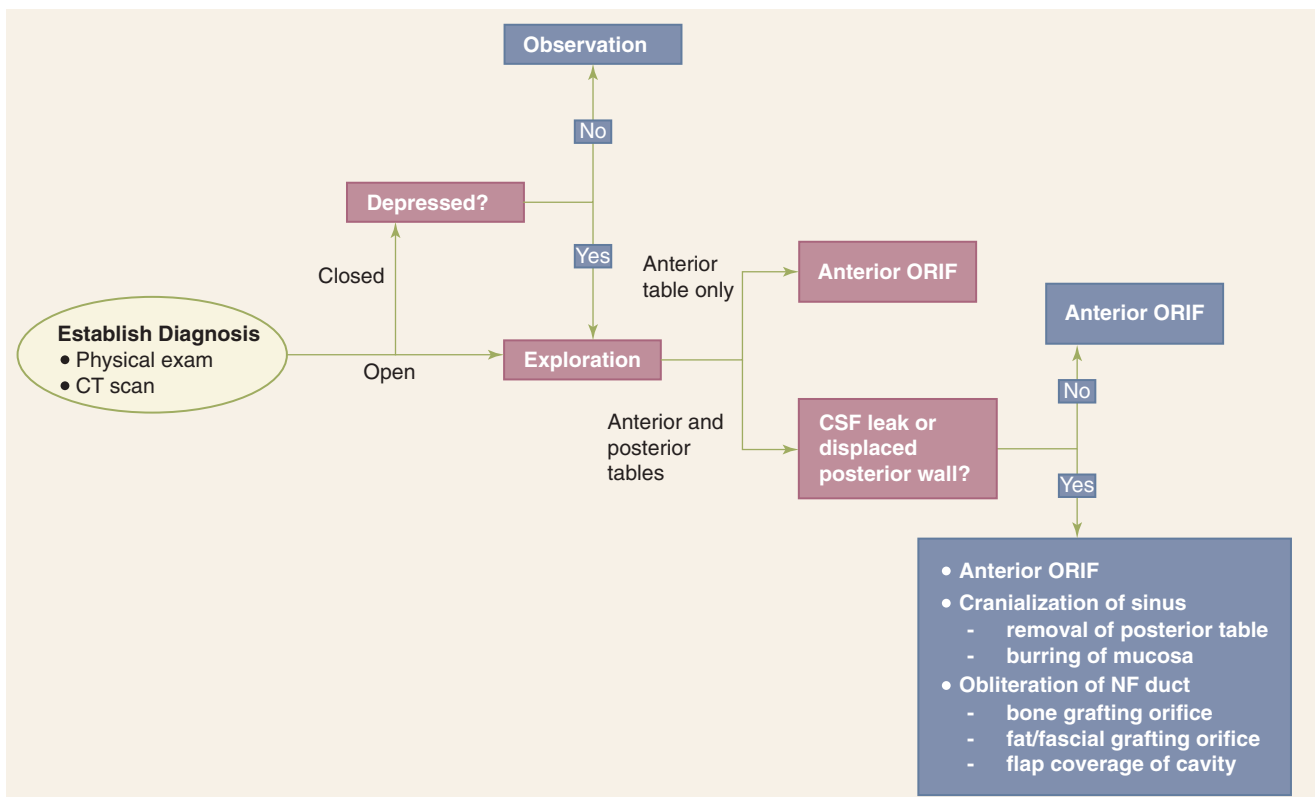 Observation
No
Depressed?
Yes
Closed
Anterior
table only
Anterior ORIF
Anterior ORIF
Establish Diagnosis
• Physical exam
• CT scan
Open
Exploration
No
Anterior and
posterior
tables
CSF leak or
displaced
posterior wall?
Yes
• Anterior ORIF
• Cranialization of sinus
- removal of posterior table
- burring of mucosa
• Obliteration of NF duct
- bone grafting orifice
- fat/fascial grafting orifice
- flap coverage of cavity